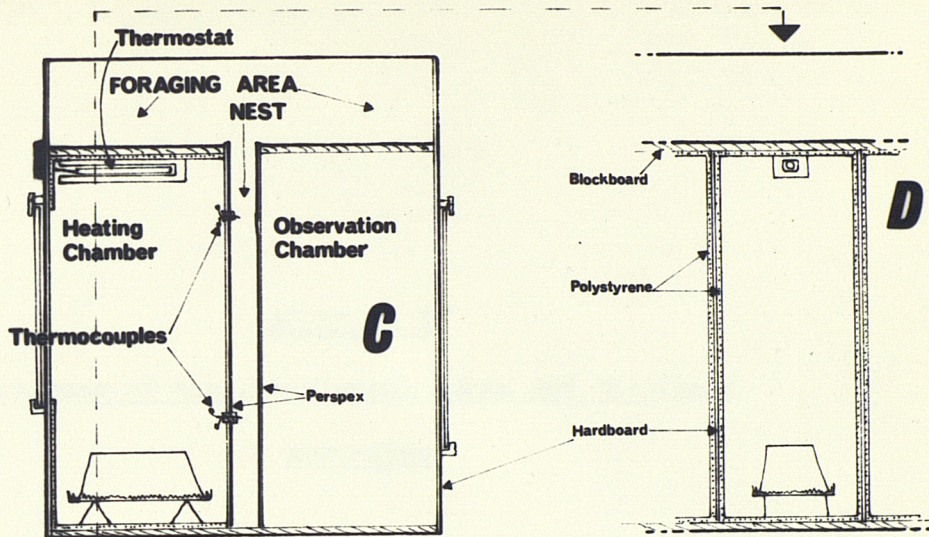 Thermostat
FORAGING AREA
NEST
Heating
Chamber
Observation
Chamber
Thermocouples
C
Perspex
Blockboard
D
Polystyrene
Hardboard